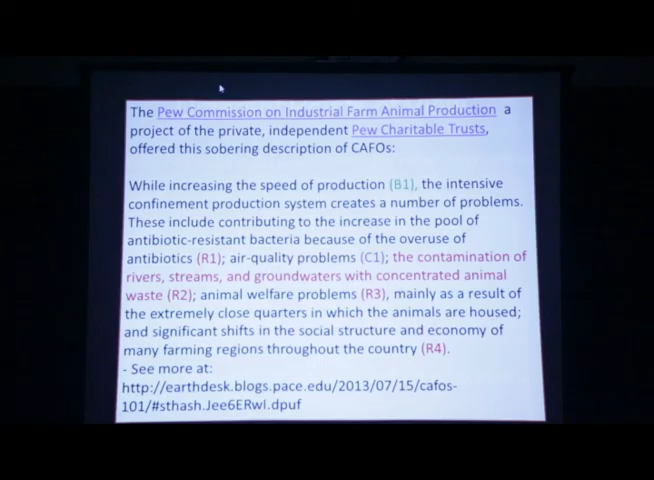 The Pew Commission on Industrial Farm Animal Production a
project of the private, independent Pew Charitable Trusts,
offered this sobering description of CAFOs:
While increasing the speed of production (B1), the intensive
confinement production system creates a number of problems.
These include contributing to the increase in the pool of
antibiotic-resistant bacteria because of the overuse of
antibiotics (R1); air-quality problems (C1); the contamination of
rivers, streams, and groundwaters with concentrated animal
waste (R2); animal welfare problems (R3), mainly as a result of
the extremely close quarters in which the animals are housed;
and significant shifts in the social structure and economy of
many farming regions throughout the country (R4).
- See more at:
http://earthdesk.blogs.pace.edu/2013/07/15/cafos-
101/#sthash.Jee6ERwI.dpuf